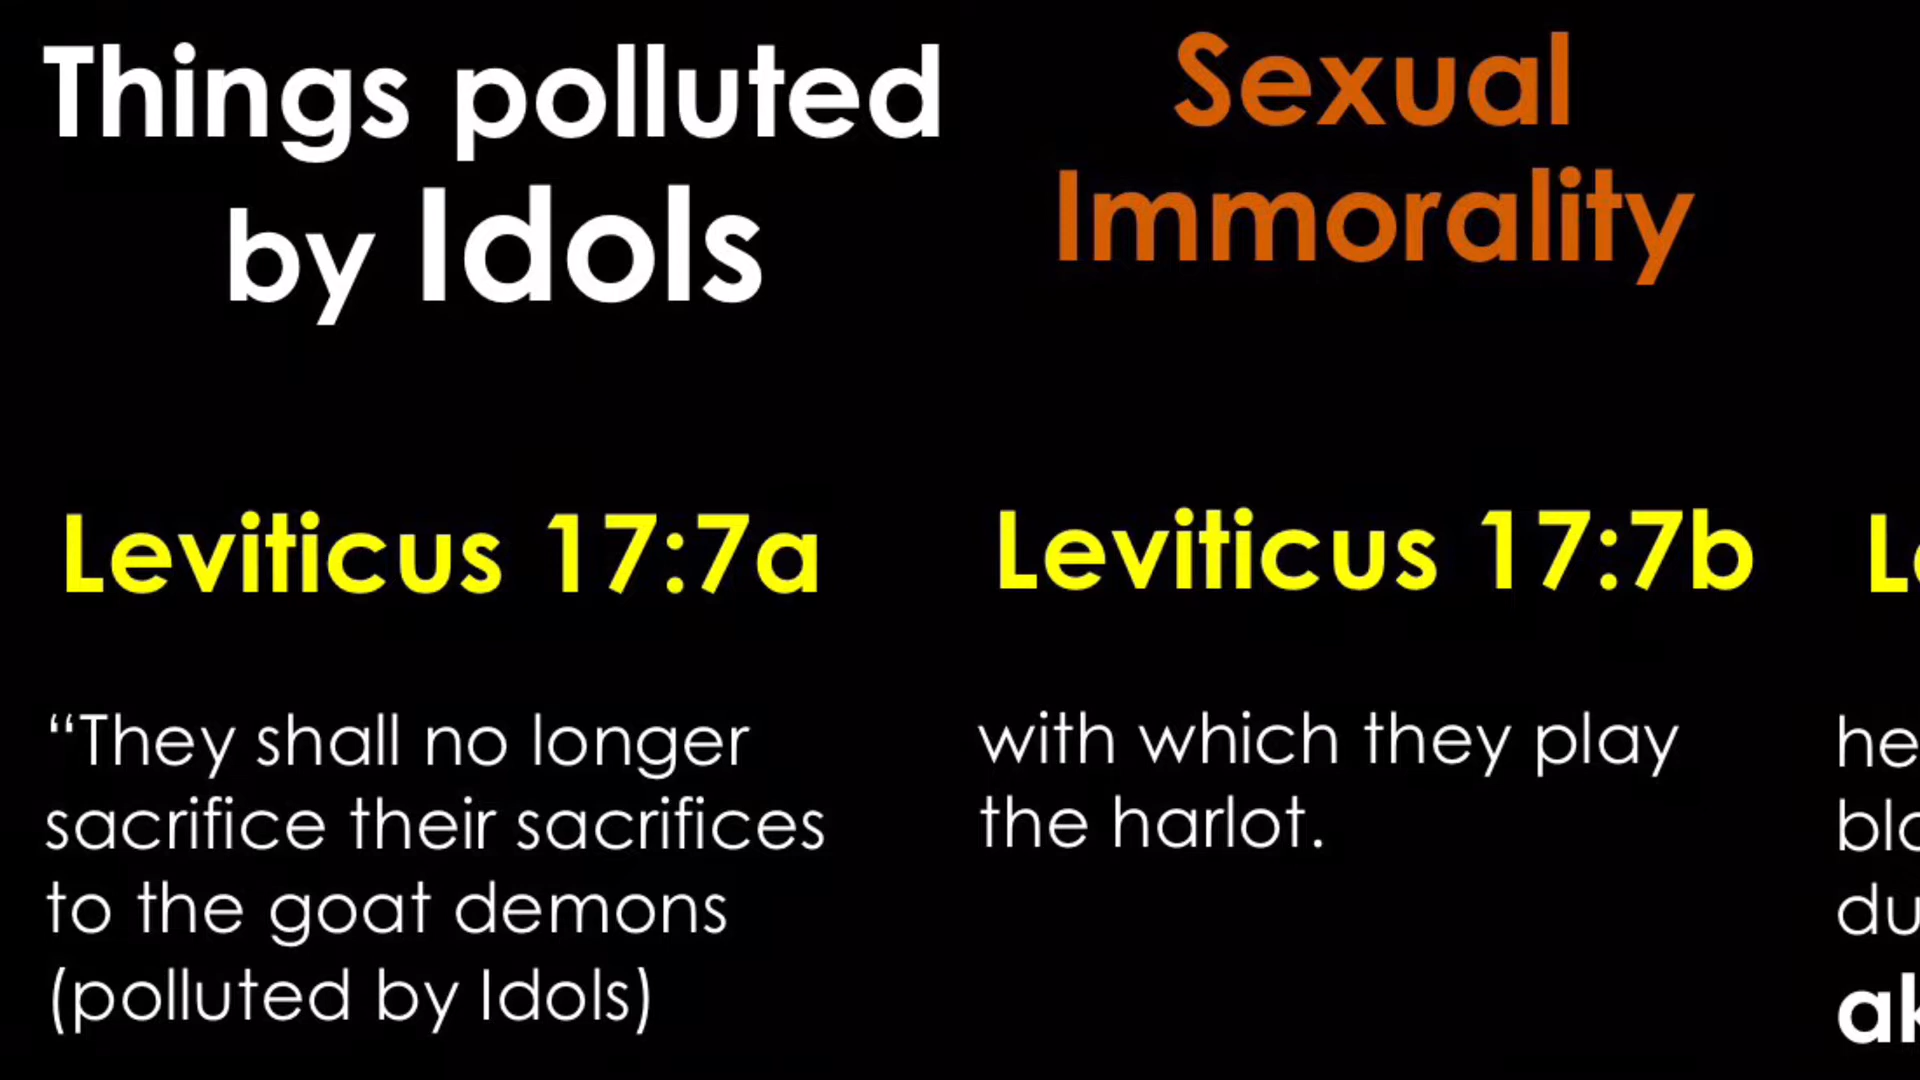 Things polluted
by Idols
Sexual
Immorality
Leviticus 17:7a
Leviticus 17:7b
“They shall no longer
sacrifice their sacrifices
to the goat demons
(polluted by Idols)
with which they play
the harlot.